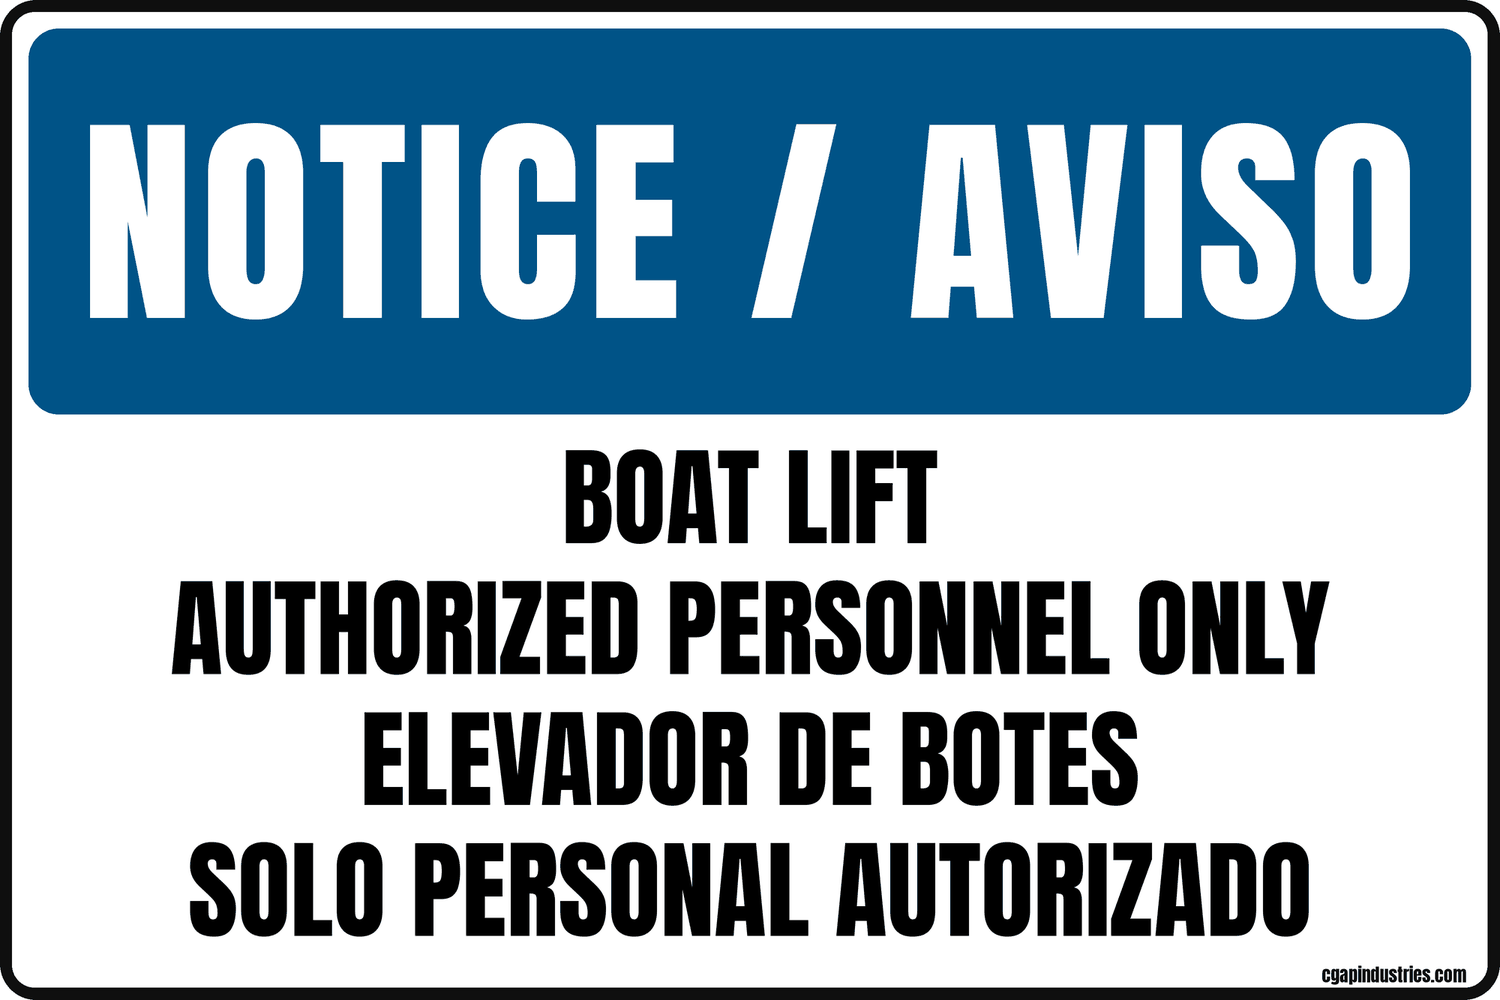 NOTICE / AVISO
BOAT LIFT
AUTHORIZED PERSONNEL ONLY
ELEVADOR DE BOTES
SOLO PERSONAL AUTORIZADO
cgapindustries.com